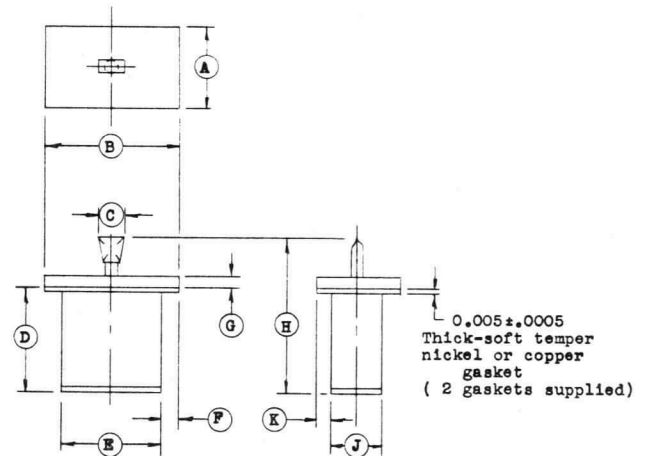 A
B
C
D
G
H
0.005±.0005
Thick-soft temper
nickel or copper
gasket
( 2 gaskets supplied)
F
K
E
J